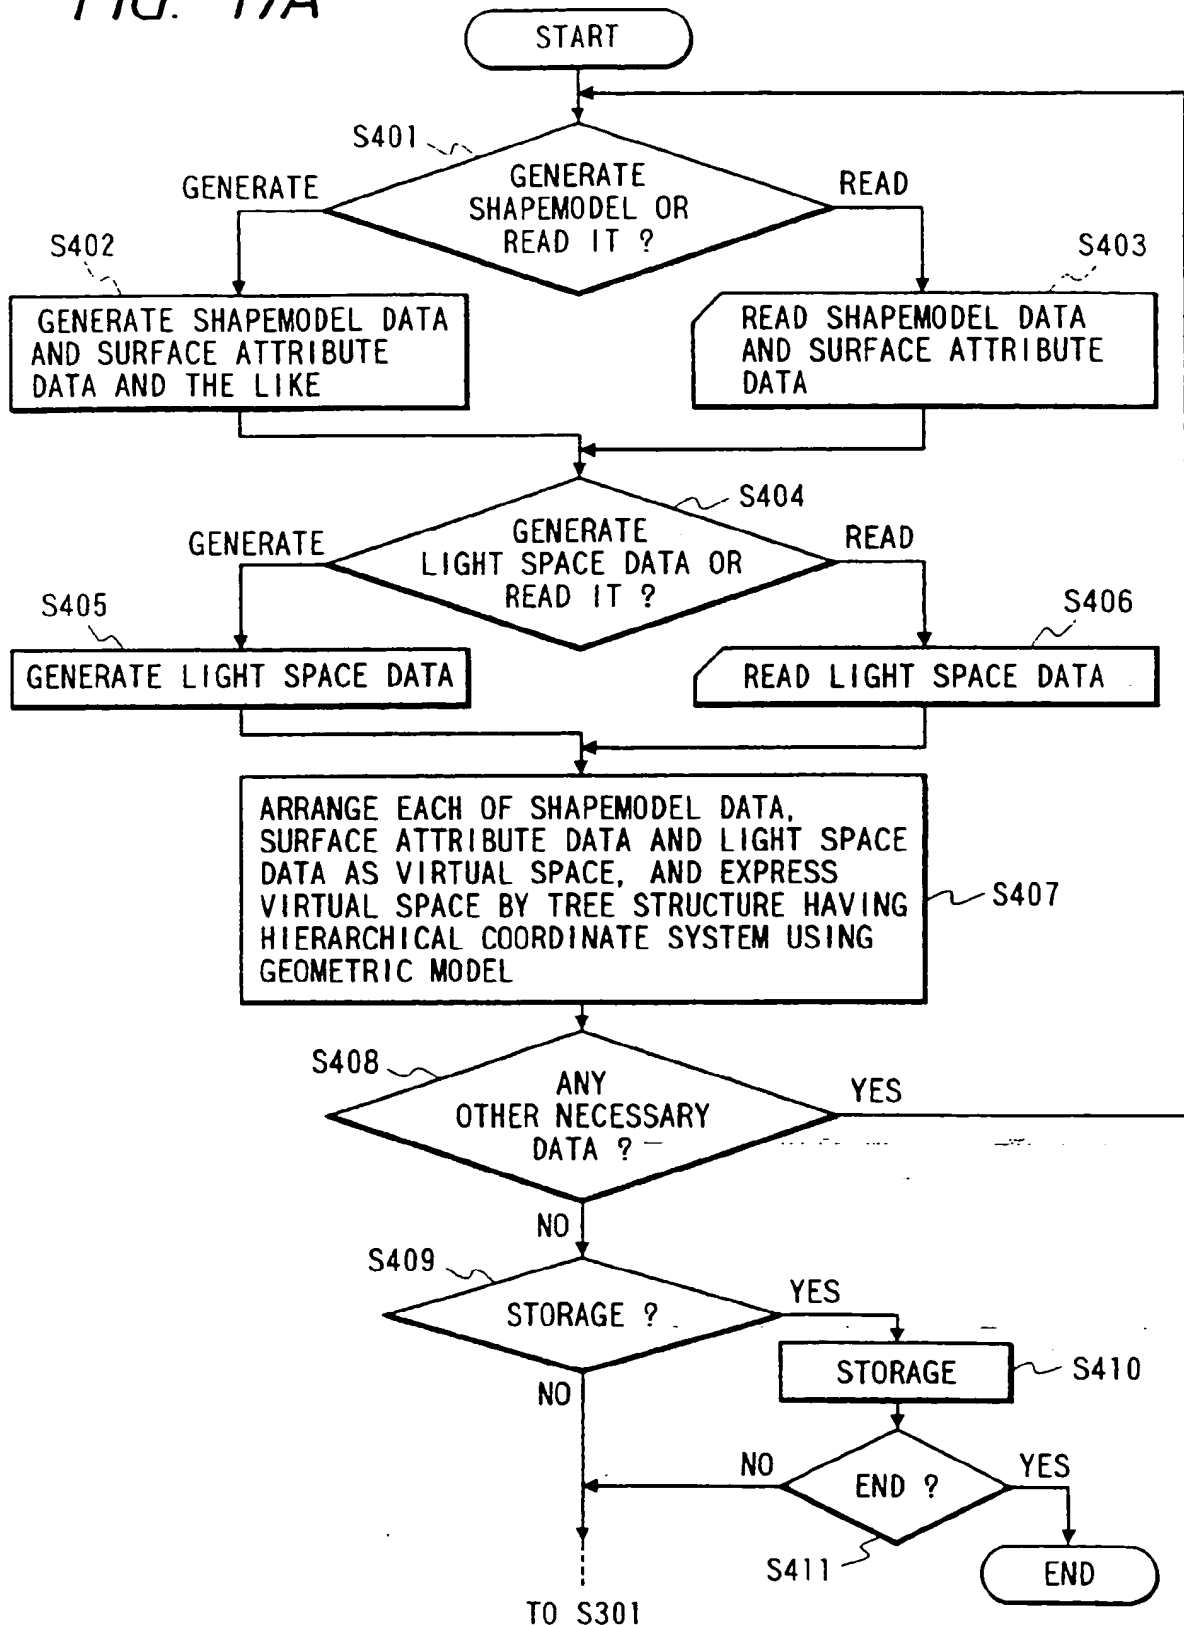 START
S401
GENERATE
SHAPEMODEL OR
READ IT ?
GENERATE
READ
S402
GENERATE SHAPEMODEL DATA
AND SURFACE ATTRIBUTE
DATA AND THE LIKE
S403
READ SHAPEMODEL DATA
AND SURFACE ATTRIBUTE
DATA
S404
GENERATE
LIGHT SPACE DATA OR
READ IT ?
GENERATE
READ
S405
GENERATE LIGHT SPACE DATA
S406
READ LIGHT SPACE DATA
ARRANGE EACH OF SHAPEMODEL DATA,
SURFACE ATTRIBUTE DATA AND LIGHT SPACE
DATA AS VIRTUAL SPACE, AND EXPRESS
VIRTUAL SPACE BY TREE STRUCTURE HAVING
HIERARCHICAL COORDINATE SYSTEM USING
GEOMETRIC MODEL
S407
S408
ANY
OTHER NECESSARY
DATA ?
YES
NO
S409
STORAGE ?
YES
NO
STORAGE
S410
END ?
NO
YES
S411
END
TO S301